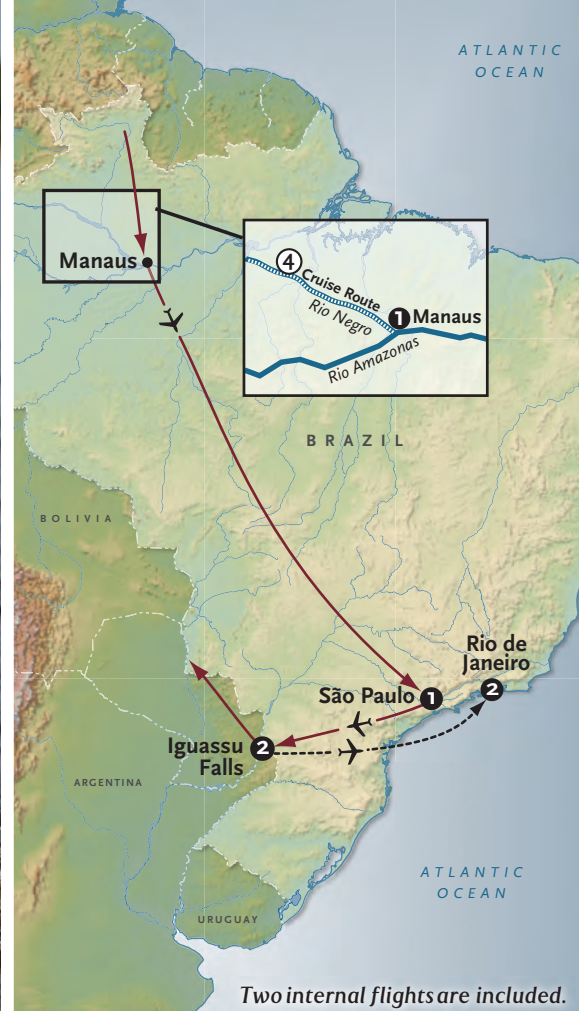 ATLANTIC
OCEAN
Manaus
4
Cruise Route
Rio Negro
1 Manaus
Rio Amazonas
BRAZIL
BOLIVIA
Rio de
Janeiro
2
São Paulo 1
Iguassu
Falls
2
ARGENTINA
ATLANTIC
OCEAN
URUGUAY
Two internal flights are included.